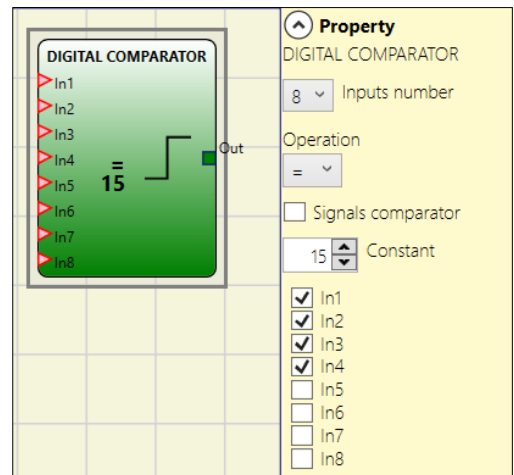 DIGITAL COMPARATOR
In1
In2
In3
In4
In5
In6
In7
In8
=
15
Out
Property
DIGITAL COMPARATOR
8 Inputs number
Operation
=
Signals comparator
15 Constant
In1
In2
In3
In4
In5
In6
In7
In8